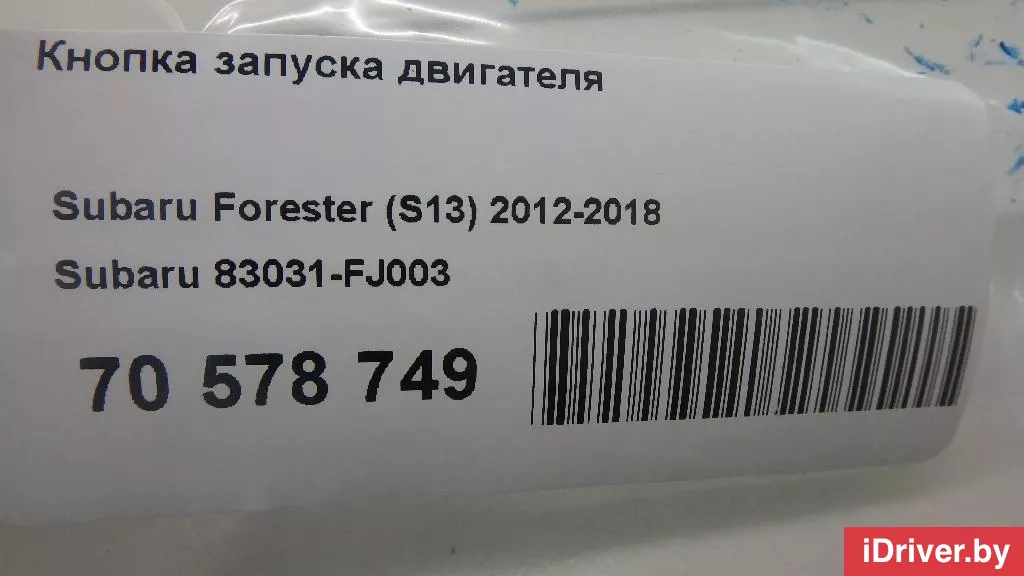 Кнопка запуска двигателя
Subaru Forester (S13) 2012-2018
Subaru 83031-FJ003
70 578 749
iDriver.by